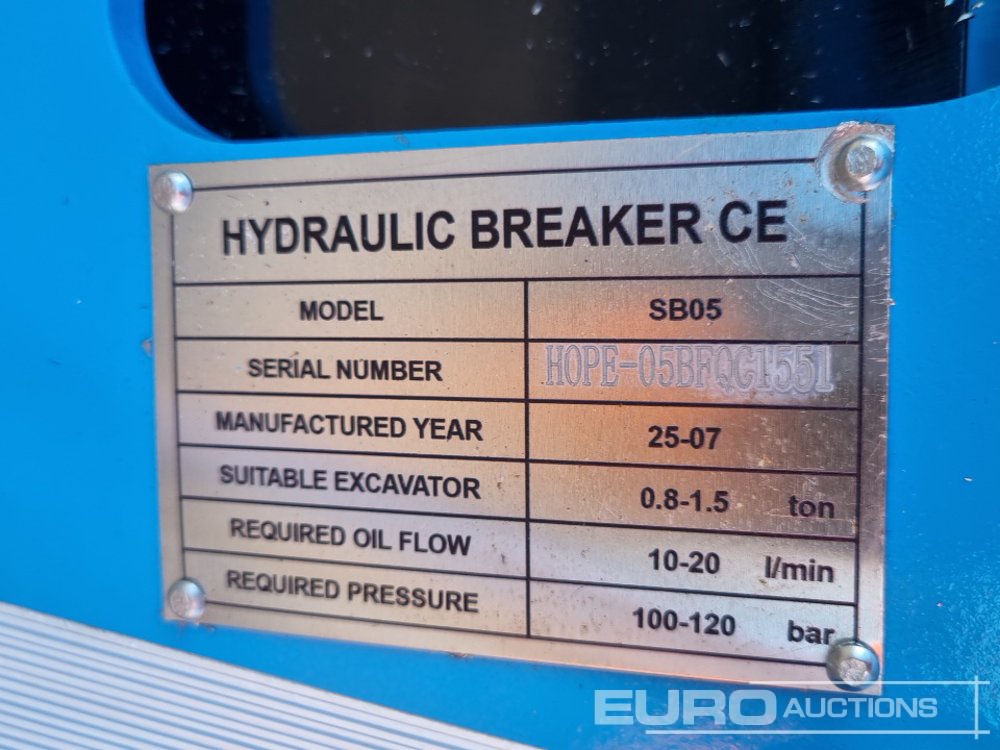 HYDRAULIC BREAKER CE
MODEL SB05
SERIAL NUMBER HOPE-05BFQC1551
MANUFACTURED YEAR 25-07
SUITABLE EXCAVATOR 0.8-1.5 ton
REQUIRED OIL FLOW 10-20 l/min
REQUIRED PRESSURE 100-120 bar
EURO AUCTIONS